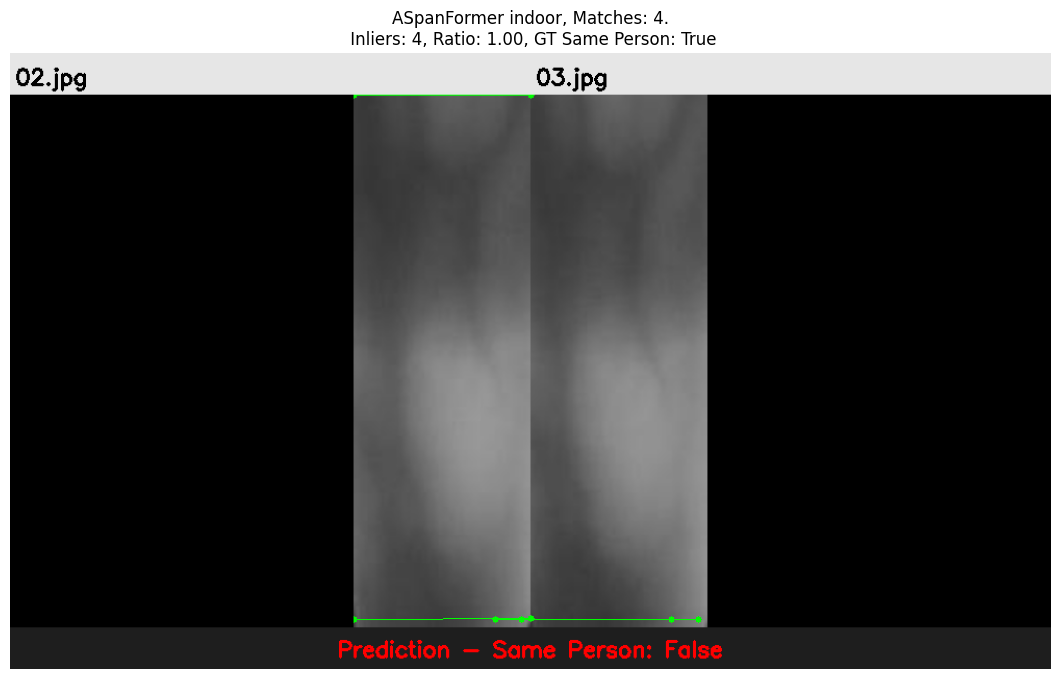 ASpanFormer indoor, Matches: 4.
Inliers: 4, Ratio: 1.00, GT Same Person: True
02.jpg
03.jpg
Prediction - Same Person: False